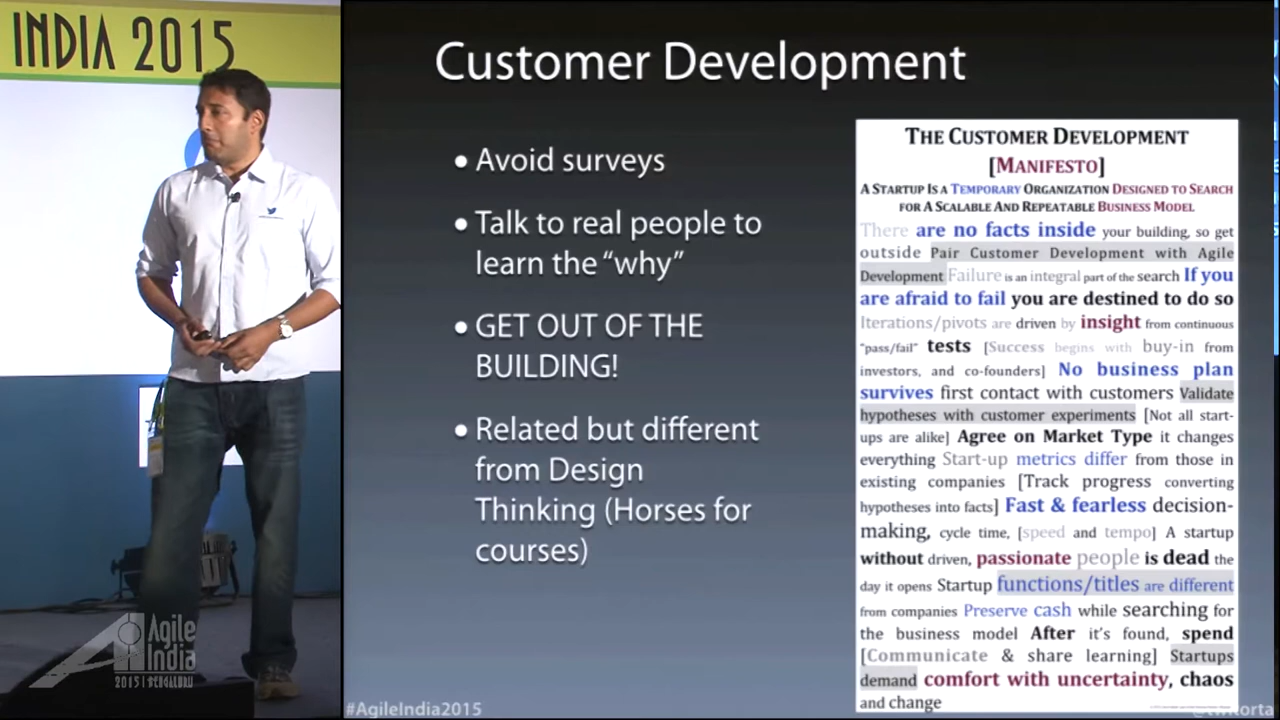 INDIA 2015
Customer Development
• Avoid surveys
• Talk to real people to
learn the “why”
• GET OUT OF THE
BUILDING!
• Related but different
from Design
Thinking (Horses for
courses)
THE CUSTOMER DEVELOPMENT
[MANIFESTO]
A STARTUP IS A TEMPORARY ORGANIZATION DESIGNED TO SEARCH
FOR A SCALABLE AND REPEATABLE BUSINESS MODEL
There are no facts inside your building, so get
outside Pair Customer Development with Agile
Development Failure is an integral part of the search If you
are afraid to fail you are destined to do so
Iterations/pivots are driven by insight from continuous
"pass/fail" tests [Success begins with buy-in from
investors, and co-founders] No business plan
survives first contact with customers Validate
hypotheses with customer experiments [Not all start-
ups are alike] Agree on Market Type it changes
everything Start-up metrics differ from those in
existing companies [Track progress converting
hypotheses into facts] Fast & fearless decision-
making, cycle time, [speed and tempo] A startup
without driven, passionate people is dead the
day it opens Startup functions/titles are different
from companies Preserve cash while searching for
the business model After it's found, spend
[Communicate & share learning] Startups
demand comfort with uncertainty, chaos
and change
Agile
India
2015 | BENGALURU
#AgileIndia2015